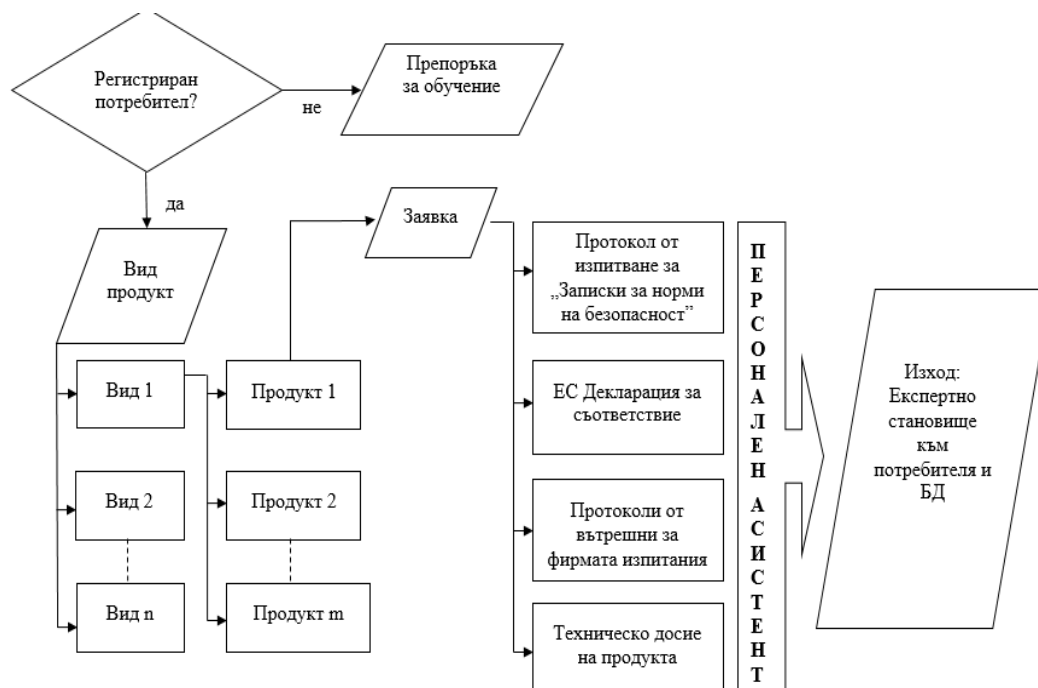 Регистриран
потребител?
не
Препоръка
за обучение
да
Вид
продукт
Заявка
Вид 1
Продукт 1
Вид 2
Продукт 2
Вид n
Продукт m
Протокол от
изпитване за
„Записки за норми
на безопасност”
ЕС Декларация за
съответствие
Протоколи от
вътрешни за
фирмата изпитания
Техническо досие
на продукта
ПЕРСОНАЛЕН АСИСТЕНТ
Изход:
Експертно
становище
към
потребителя и
БД